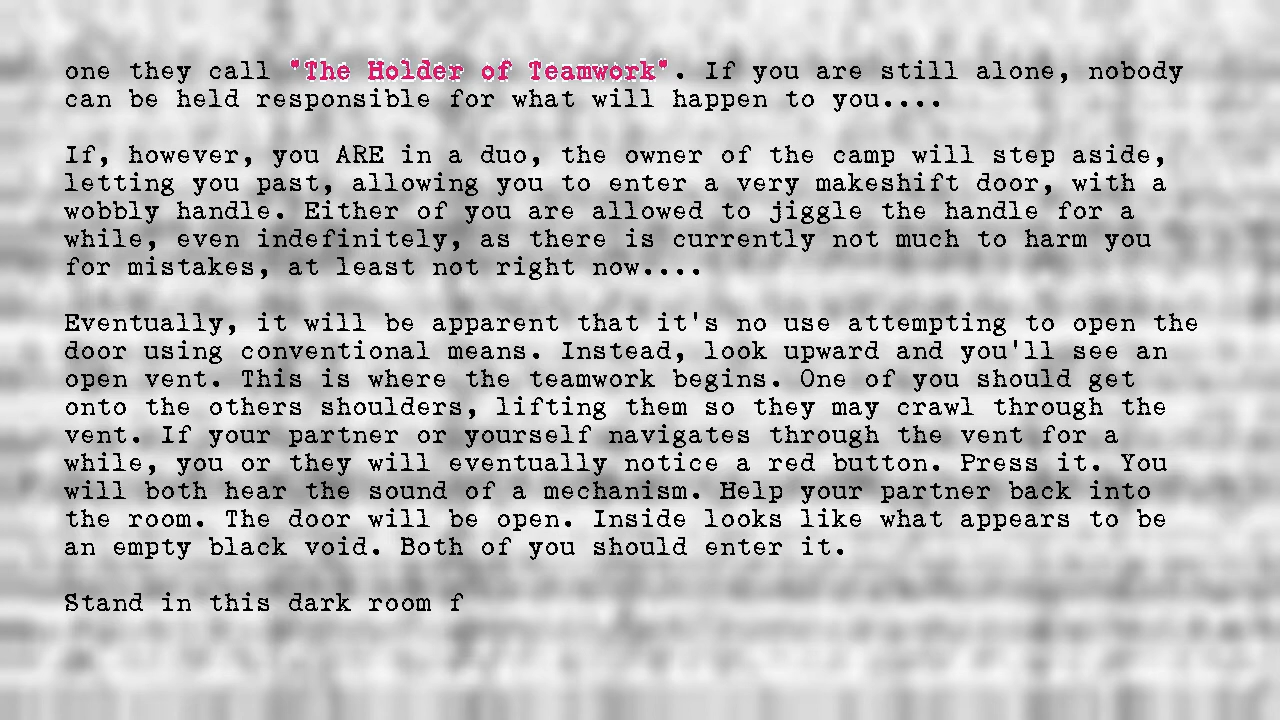 one they call "The Holder of Teamwork". If you are still alone, nobody
can be held responsible for what will happen to you....
If, however, you ARE in a duo, the owner of the camp will step aside,
letting you past, allowing you to enter a very makeshift door, with a
wobbly handle. Either of you are allowed to jiggle the handle for a
while, even indefinitely, as there is currently not much to harm you
for mistakes, at least not right now....
Eventually, it will be apparent that it's no use attempting to open the
door using conventional means. Instead, look upward and you'll see an
open vent. This is where the teamwork begins. One of you should get
onto the others shoulders, lifting them so they may crawl through the
vent. If your partner or yourself navigates through the vent for a
while, you or they will eventually notice a red button. Press it. You
will both hear the sound of a mechanism. Help your partner back into
the room. The door will be open. Inside looks like what appears to be
an empty black void. Both of you should enter it.
Stand in this dark room f